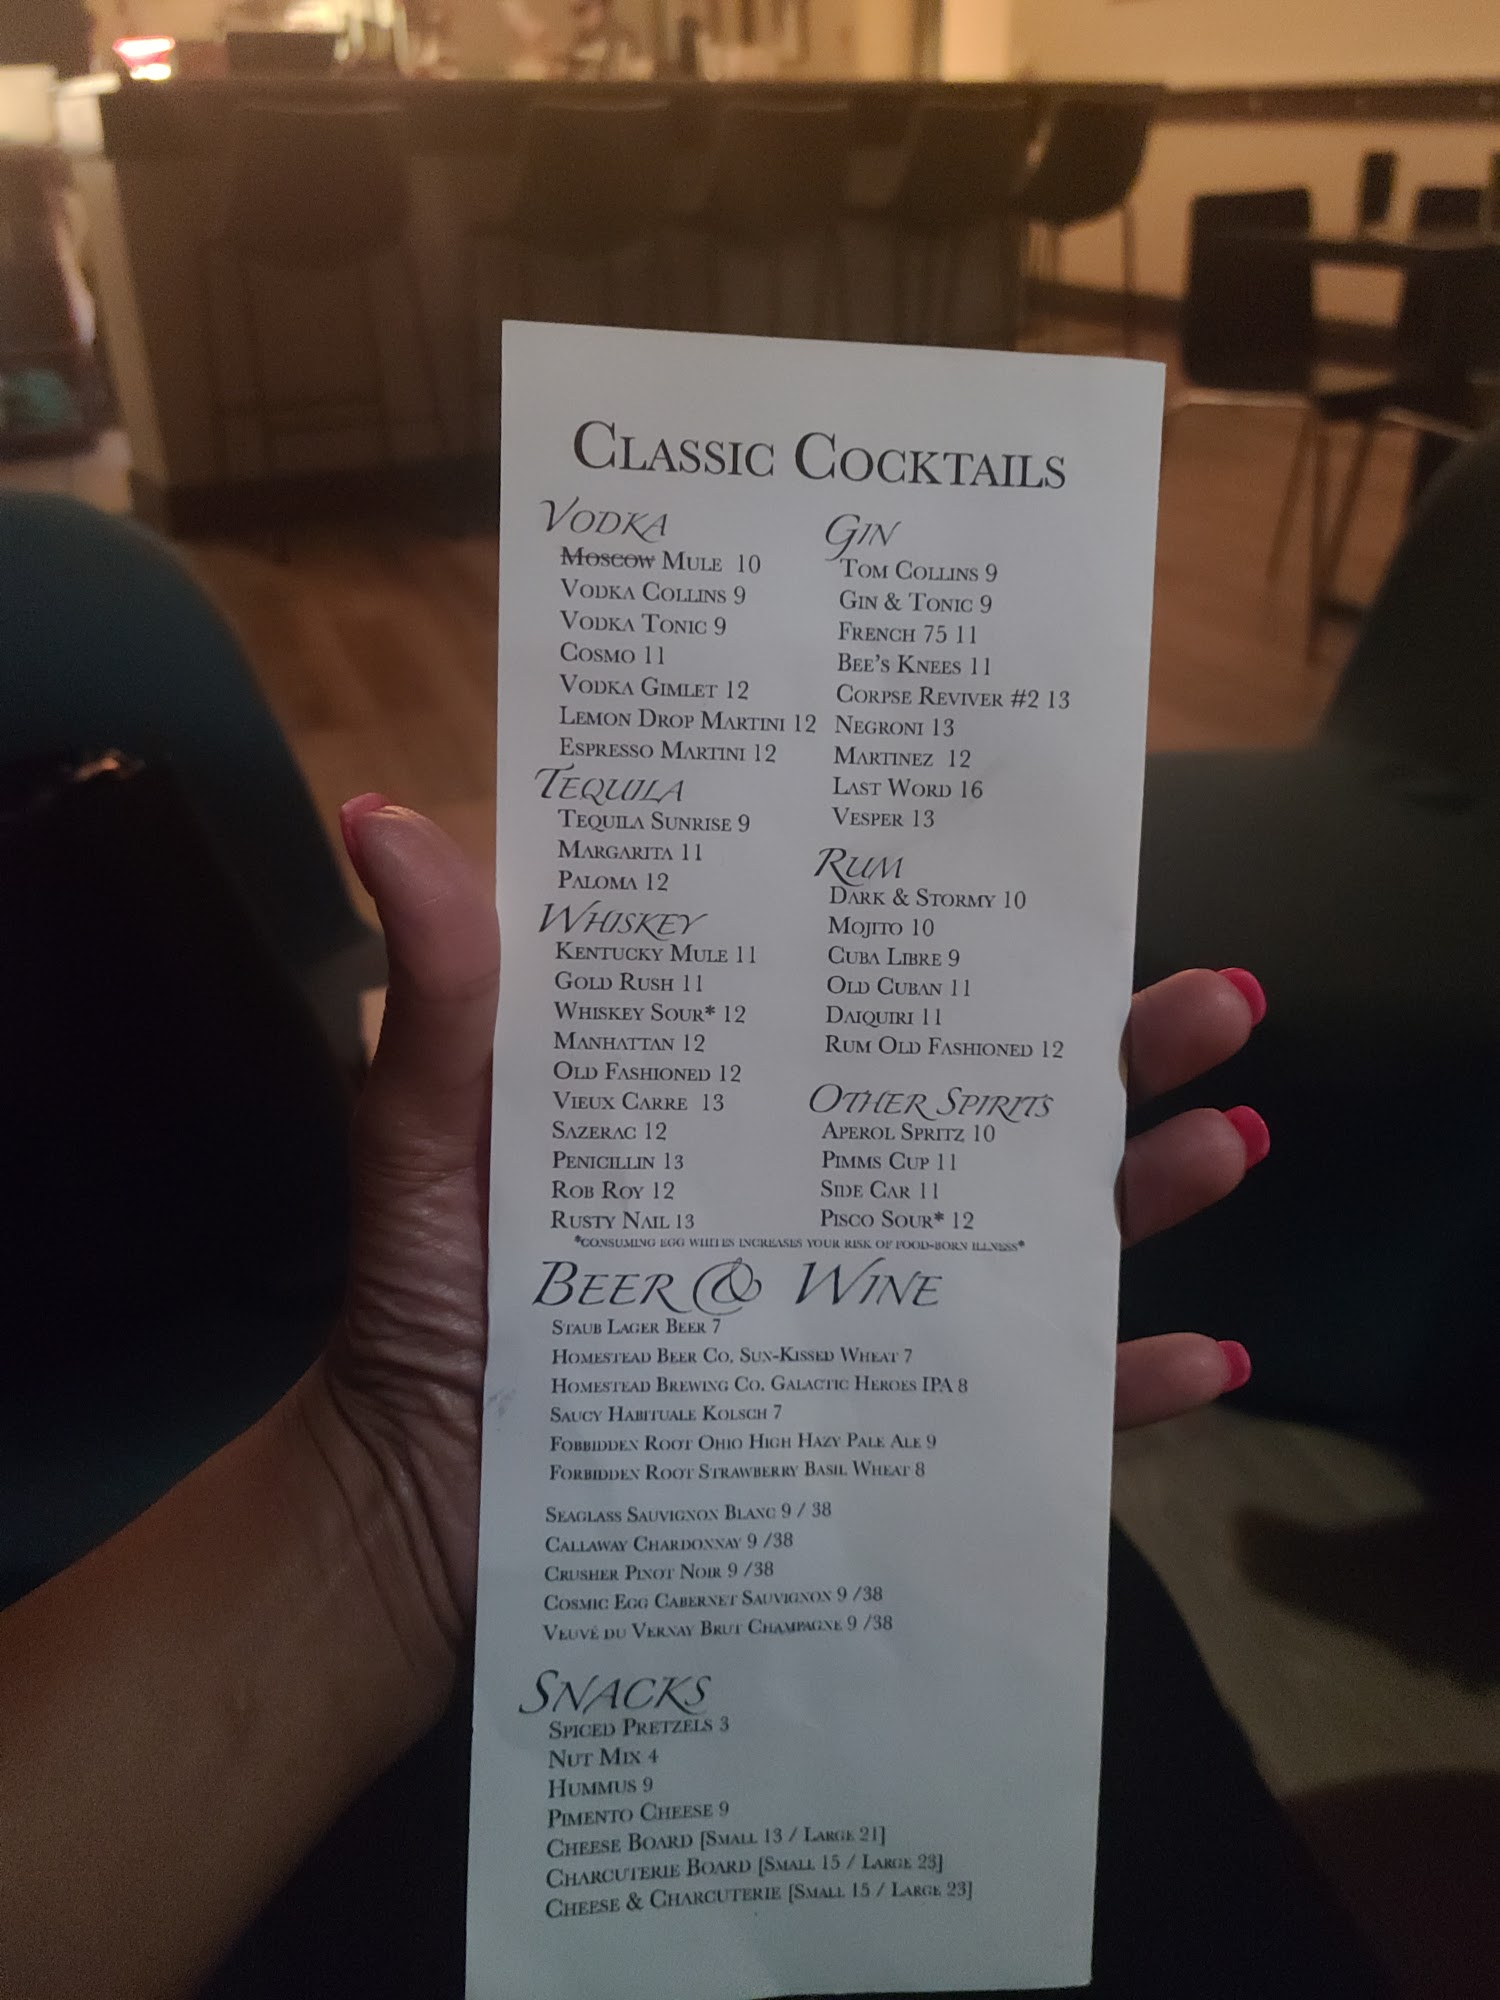 Classic Cocktails
Vodka
Moscow Mule 10
Vodka Collins 9
Vodka Tonic 9
Cosmo 11
Vodka Gimlet 12
Lemon Drop Martini 12
Espresso Martini 12
Tequila
Tequila Sunrise 9
Margarita 11
Paloma 12
Whiskey
Kentucky Mule 11
Gold Rush 11
Whiskey Sour* 12
Manhattan 12
Old Fashioned 12
Vieux Carre 13
Sazerac 12
Penicillin 13
Rob Roy 12
Rusty Nail 13
Gin
Tom Collins 9
Gin & Tonic 9
French 75 11
Bee's Knees 11
Corpse Reviver #2 13
Negroni 13
Martinez 12
Last Word 16
Vesper 13
Rum
Dark & Stormy 10
Mojito 10
Cuba Libre 9
Old Cuban 11
Daiquiri 11
Rum Old Fashioned 12
Other Spirits
Aperol Spritz 10
Pimms Cup 11
Side Car 11
Pisco Sour* 12
*Consuming egg whites increases your risk of food-born illness*
Beer & Wine
Staub Lager Beer 7
Homestead Beer Co. Sun-Kissed Wheat 7
Homestead Brewing Co. Galactic Heroes IPA 8
Saucy Habituale Kolsch 7
Fobbidden Root Ohio High Hazy Pale Ale 9
Forbidden Root Strawberry Basil Wheat 8
Seaglass Sauvignon Blanc 9 / 38
Callaway Chardonnay 9 /38
Crusher Pinot Noir 9 /38
Cosmic Egg Cabernet Sauvignon 9 /38
Veuvé du Vernay Brut Champagne 9 /38
Snacks
Spiced Pretzels 3
Nut Mix 4
Hummus 9
Pimento Cheese 9
Cheese Board [Small 13 / Large 21]
Charcuterie Board [Small 15 / Large 23]
Cheese & Charcuterie [Small 15 / Large 23]